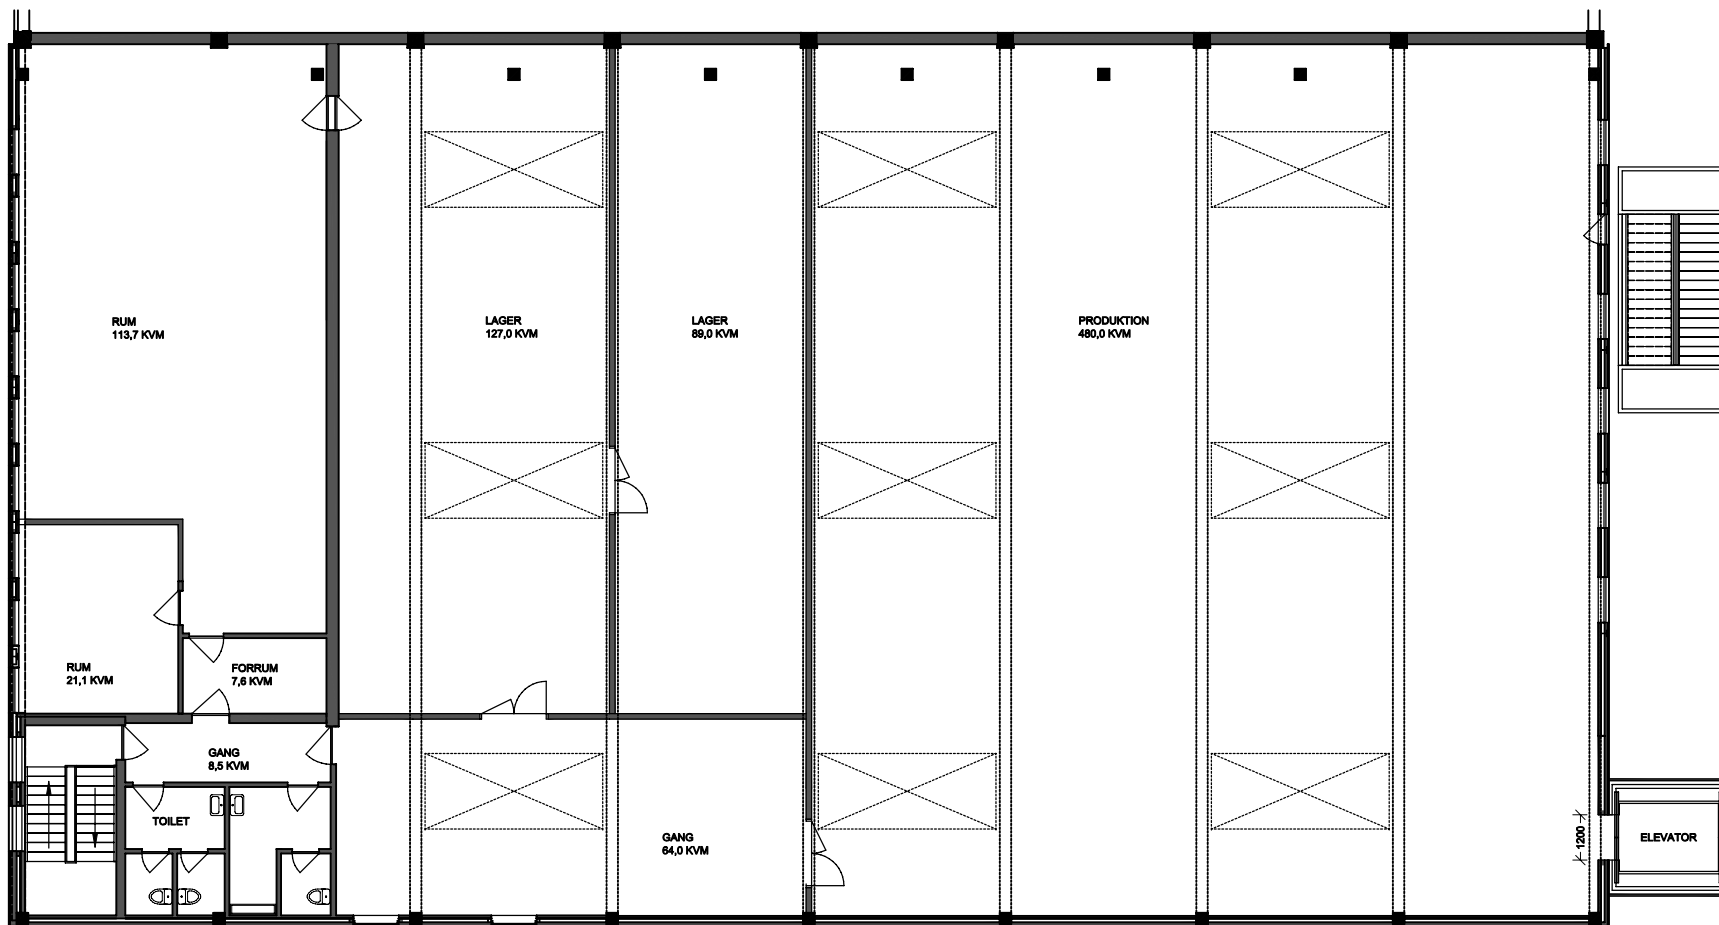 RUM
113,7 KVM
LAGER
127,0 KVM
LAGER
89,0 KVM
PRODUKTION
480,0 KVM
RUM
21,1 KVM
FORRUM
7,6 KVM
GANG
8,5 KVM
TOILET
GANG
64,0 KVM
1200
ELEVATOR